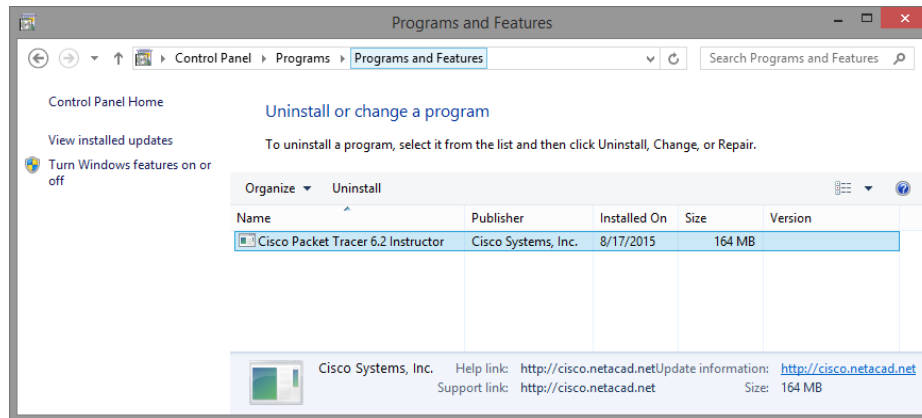 Programs and Features
Control Panel Programs Programs and Features Search Programs and Features
Control Panel Home
Uninstall or change a program
View installed updates
To uninstall a program, select it from the list and then click Uninstall, Change, or Repair.
Turn Windows features on or
off
Organize Uninstall
Name Publisher Installed On Size Version
Cisco Packet Tracer 6.2 Instructor Cisco Systems, Inc. 8/17/2015 164 MB
Cisco Systems, Inc. Help link: http://cisco.netacad.netUpdate information: http://cisco.netacad.net
Support link: http://cisco.netacad.net Size: 164 MB